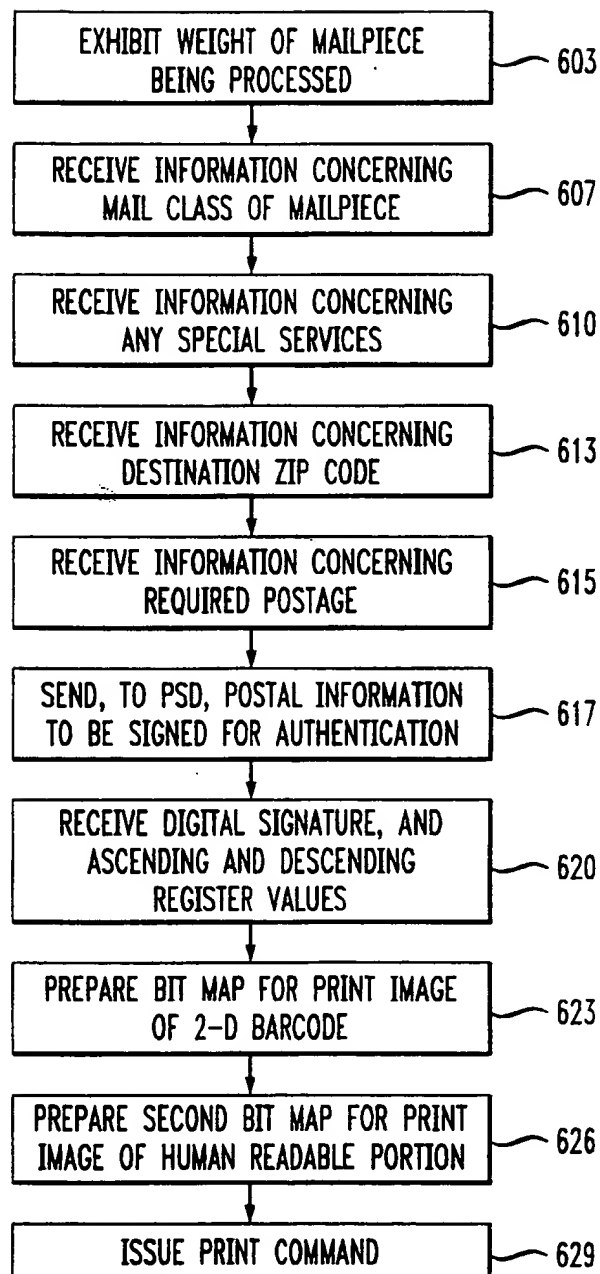 EXHIBIT WEIGHT OF MAILPIECE
BEING PROCESSED
603
RECEIVE INFORMATION CONCERNING
MAIL CLASS OF MAILPIECE
607
RECEIVE INFORMATION CONCERNING
ANY SPECIAL SERVICES
610
RECEIVE INFORMATION CONCERNING
DESTINATION ZIP CODE
613
RECEIVE INFORMATION CONCERNING
REQUIRED POSTAGE
615
SEND, TO PSD, POSTAL INFORMATION
TO BE SIGNED FOR AUTHENTICATION
617
RECEIVE DIGITAL SIGNATURE, AND
ASCENDING AND DESCENDING
REGISTER VALUES
620
PREPARE BIT MAP FOR PRINT IMAGE
OF 2-D BARCODE
623
PREPARE SECOND BIT MAP FOR PRINT
IMAGE OF HUMAN READABLE PORTION
626
ISSUE PRINT COMMAND
629